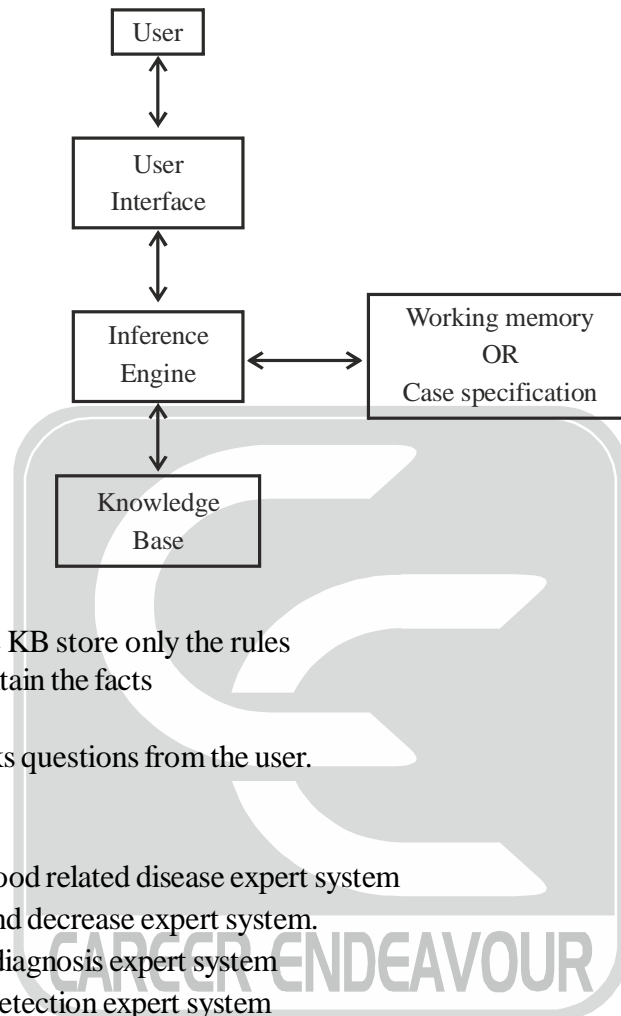 User
User
Interface
Inference
Engine
Working memory
OR
Case specification
Knowledge
Base
KB store only the rules
tain the facts
questions from the user.
ood related disease expert system
nd decrease expert system.
diagnosis expert system
etection expert system
CAREER ENDEAVOUR